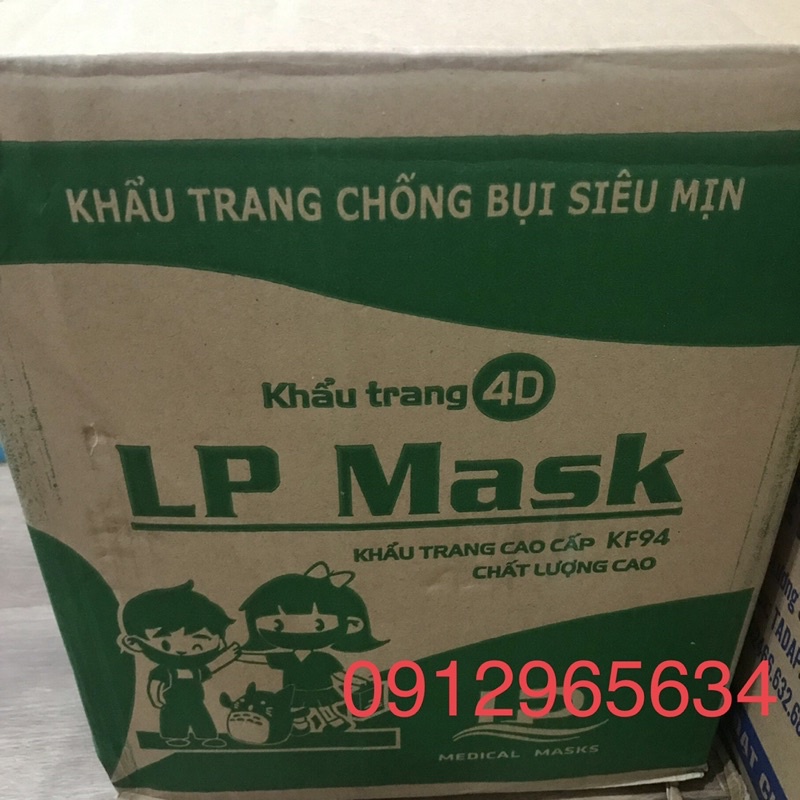 KHẨU TRANG CHỐNG BỤI SIÊU MỊN
Khẩu trang 4D
LP Mask
KHẨU TRANG CAO CẤP KF94
CHẤT LƯỢNG CAO
0912965634
LP
MEDICAL MASKS